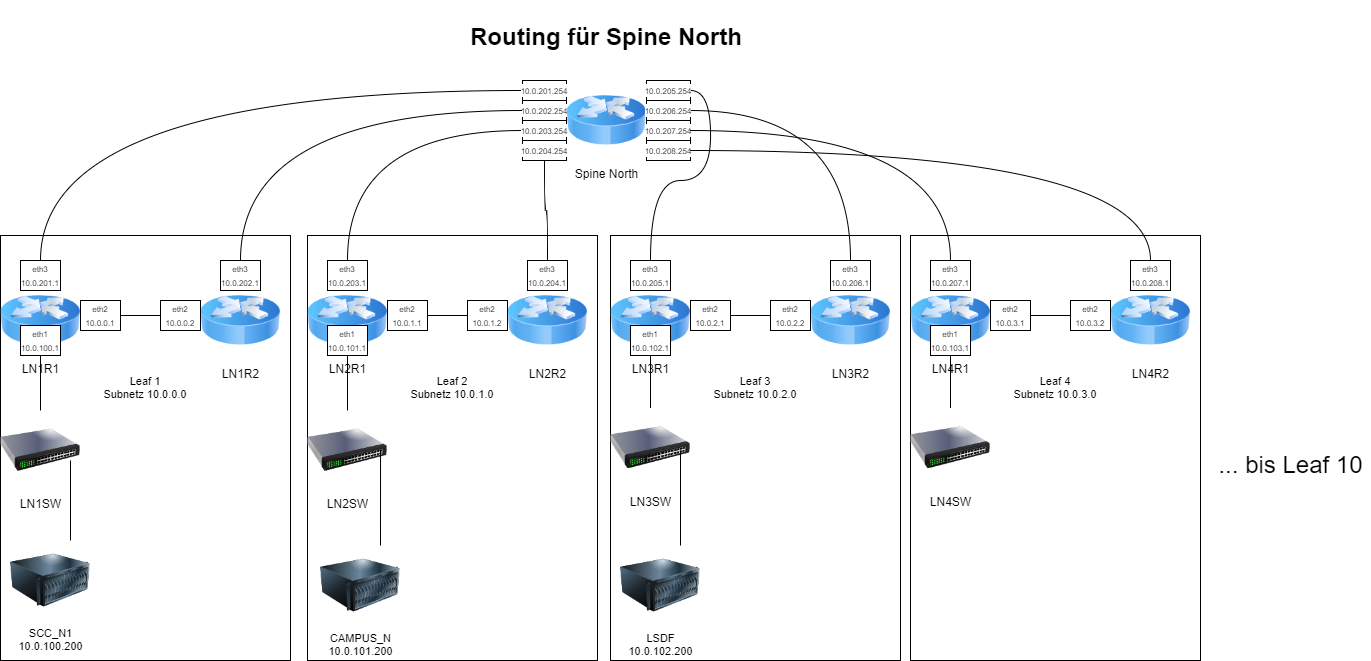 Routing für Spine North
10.0.201.254
10.0.202.254
10.0.203.254
10.0.204.254
10.0.205.254
10.0.206.254
10.0.207.254
10.0.208.254
Spine North
eth3
10.0.201.1
eth2
10.0.0.1
eth2
10.0.0.2
eth3
10.0.202.1
eth1
10.0.100.1
LN1R1
LN1R2
Leaf 1
Subnetz 10.0.0.0
LN1SW
SCC_N1
10.0.100.200
eth3
10.0.203.1
eth2
10.0.1.1
eth2
10.0.1.2
eth3
10.0.204.1
eth1
10.0.101.1
LN2R1
LN2R2
Leaf 2
Subnetz 10.0.1.0
LN2SW
CAMPUS_N
10.0.101.200
eth3
10.0.205.1
eth2
10.0.2.1
eth2
10.0.2.2
eth3
10.0.206.1
eth1
10.0.102.1
LN3R1
LN3R2
Leaf 3
Subnetz 10.0.2.0
LN3SW
LSDF
10.0.102.200
eth3
10.0.207.1
eth2
10.0.3.1
eth2
10.0.3.2
eth3
10.0.208.1
eth1
10.0.103.1
LN4R1
LN4R2
Leaf 4
Subnetz 10.0.3.0
LN4SW
... bis Leaf 10